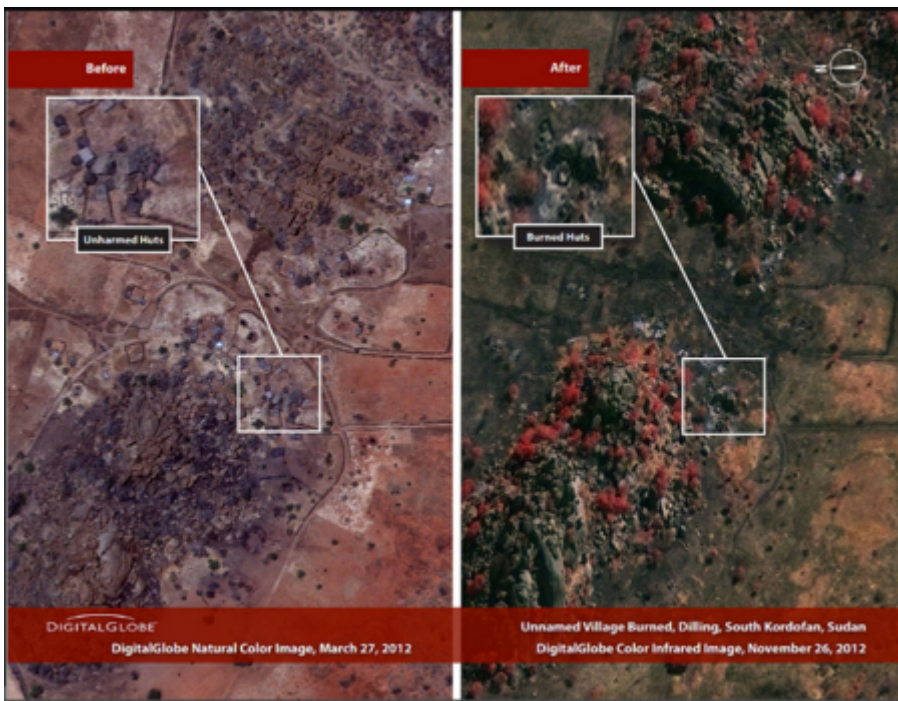 Before
Unharmed Huts
DIGITALGLOBE
DigitalGlobe Natural Color Image, March 27, 2012
After
Burned Huts
Unnamed Village Burned, Dilling, South Kordofan, Sudan
DigitalGlobe Color Infrared Image, November 26, 2012